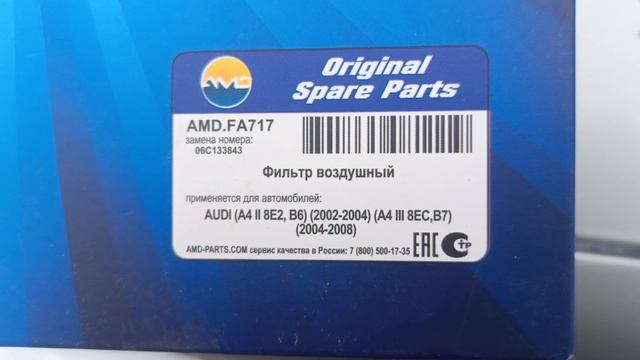 AMD
Original
Spare Parts
AMD.FA717
замена номера:
06C133843
Фильтр воздушный
применяется для автомобилей:
AUDI (A4 II 8E2, B6) (2002-2004) (A4 III 8EC,B7)
(2004-2008)
AMD-PARTS.COM сервис качества в России: 7 (800) 500-17-35
EAC
ТР